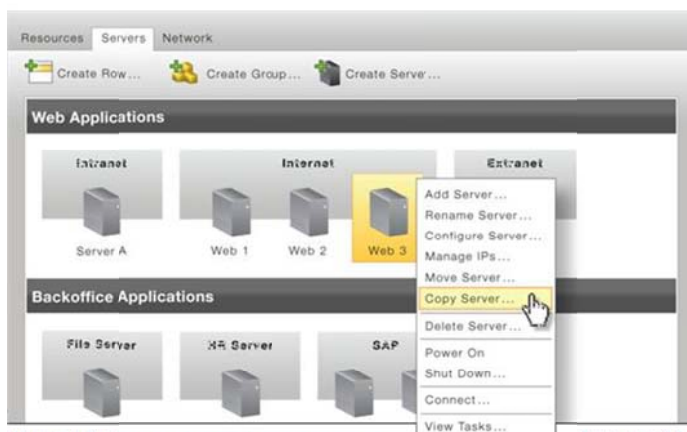 Resources Servers Network
Create Row... Create Group... Create Server...
Web Applications
Intranet Internet Extranet
Server A Web 1 Web 2 Web 3
Add Server...
Rename Server...
Configure Server...
Manage IPs...
Move Server...
Copy Server...
Delete Server...
Power On
Shut Down...
Connect...
View Tasks...
Backoffice Applications
File Server HR Server SAP